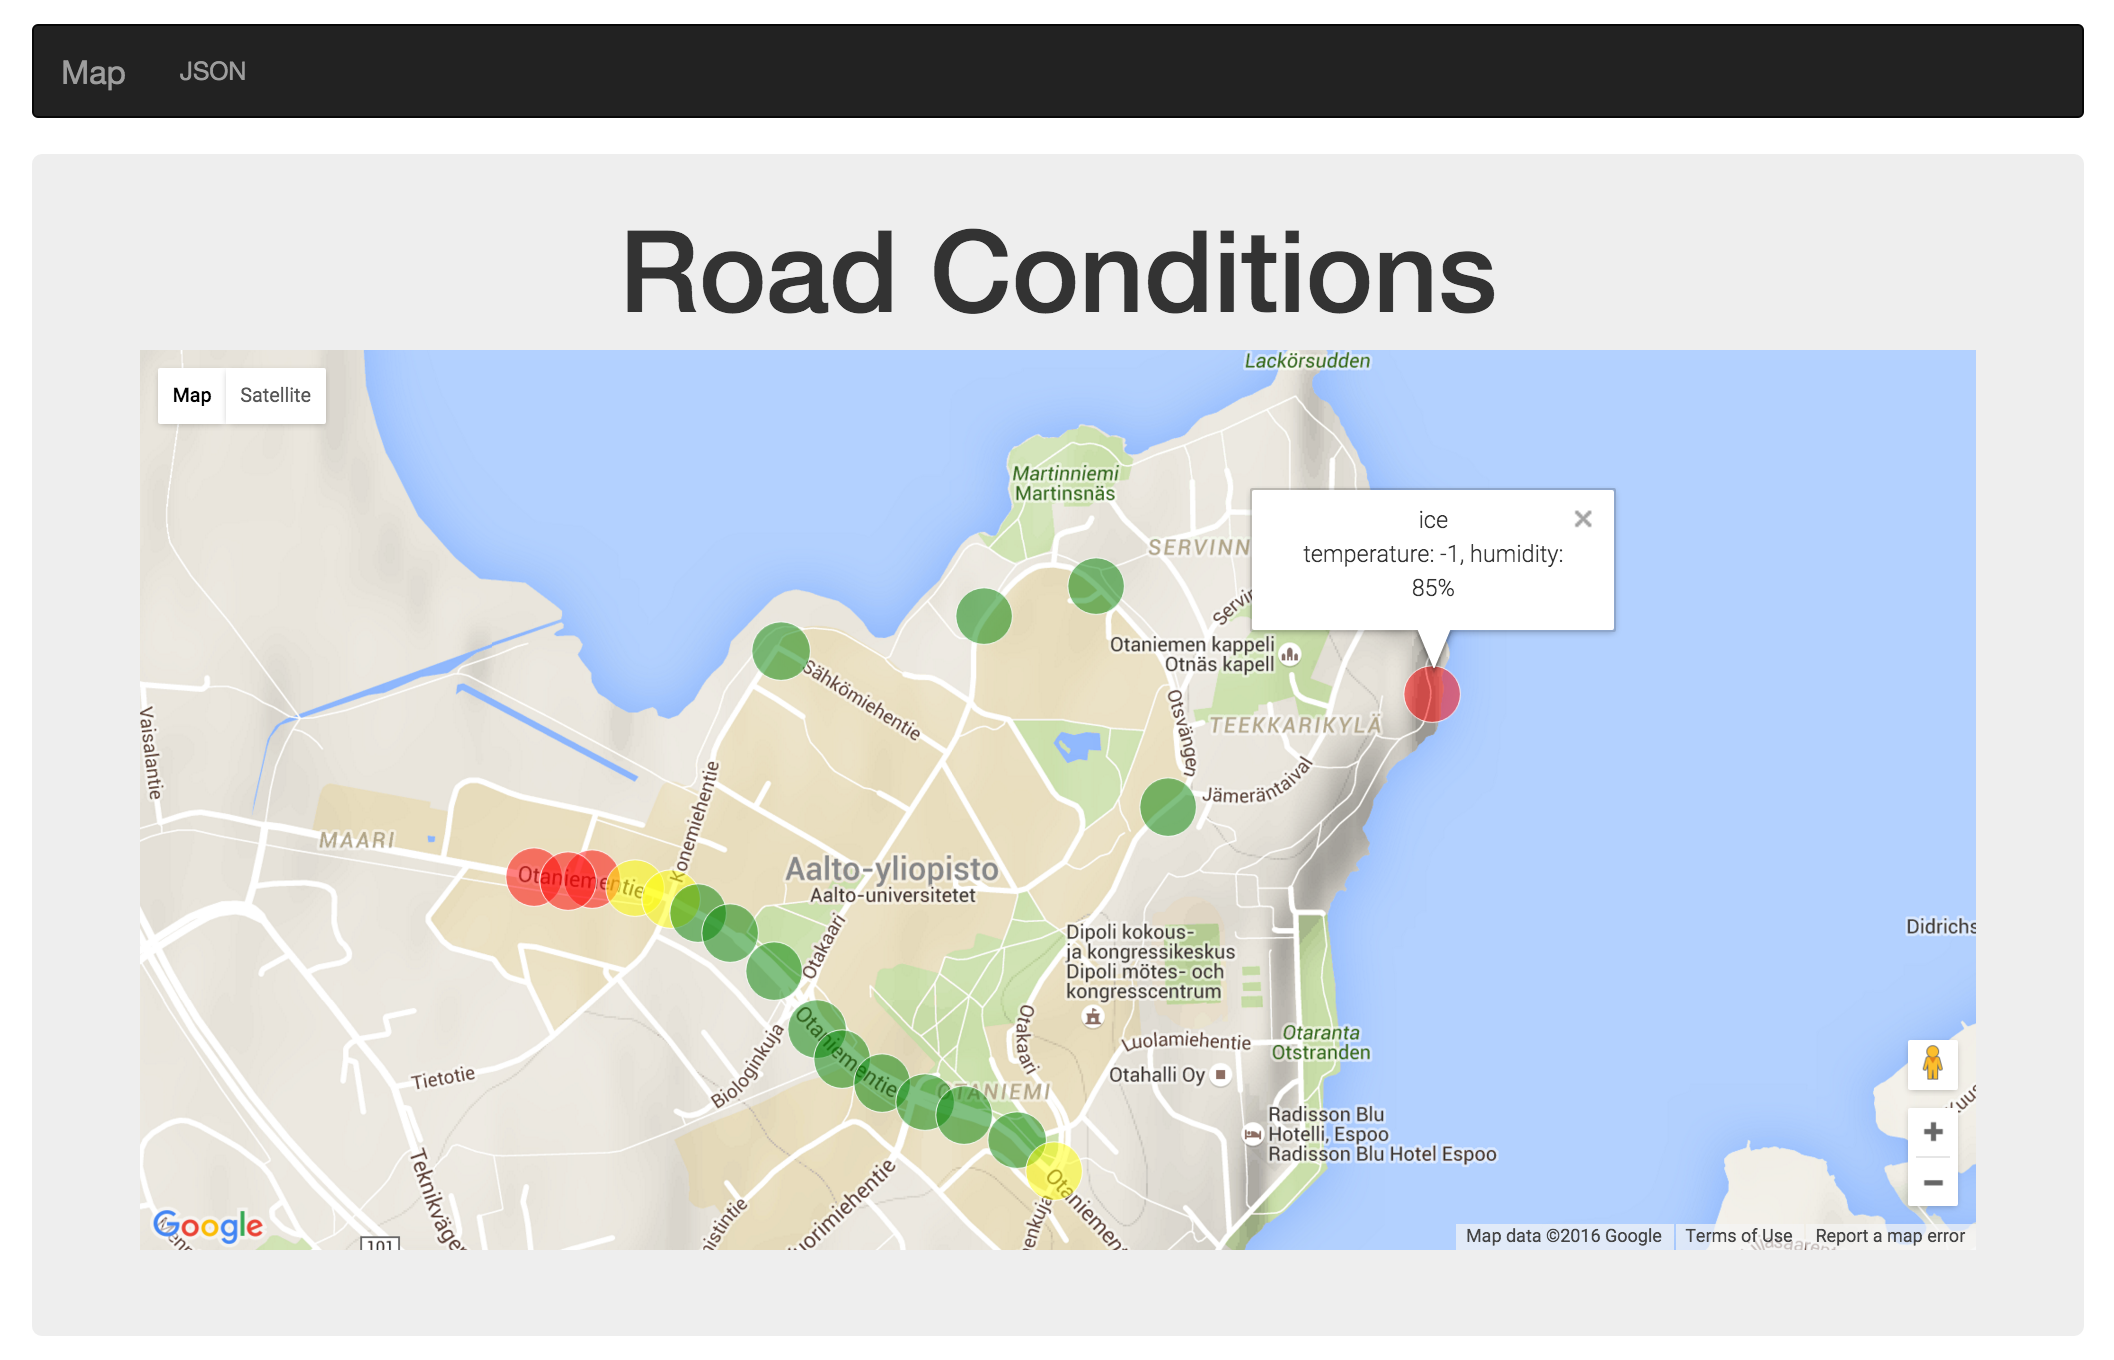 Map
JSON
Road Conditions
Map
Satellite
Lackörsudden
Martinniemi
Martinsnäs
ice
temperature: -1, humidity:
85%
Otaniemen kappeli
Otnäs kapell
Sähkömiehentie
Otsvängen
TEEKKARIKYLÄ
Vaisalantie
Jämeräntaival
Konemiehentie
MAARI
Otaniementie
Aalto-yliopisto
Aalto-universitetet
Otakaari
Dipoli kokous-
ja kongressikeskus
Dipoli mötes- och
kongresscentrum
Otakaari
Otaniementie
Luolamiehentie
Otaranta
Otstranden
Biologinkuja
Tietotie
Otahalli Oy
OTANIEMI
Radisson Blu
Hotelli, Espoo
Radisson Blu Hotel Espoo
101
Google
Map data ©2016 Google
Terms of Use
Report a map error